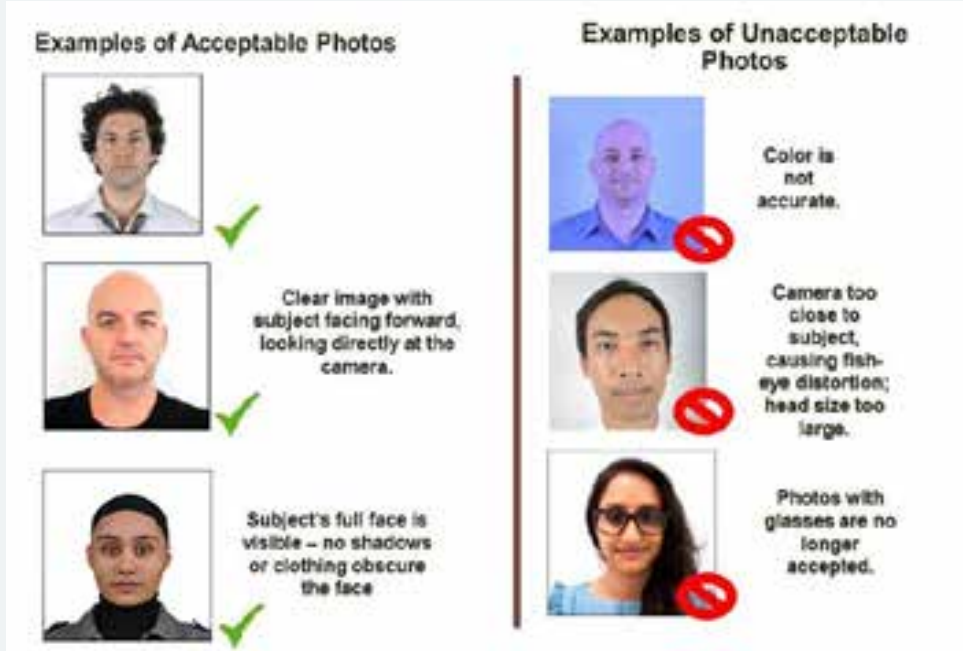 Examples of Acceptable Photos
Clear image with
subject facing forward,
looking directly at the
camera.
Subject's full face is
visible – no shadows
or clothing obscure
the face
Examples of Unacceptable
Photos
Color is
not
accurate.
Camera too
close to
subject,
causing fish-
eye distortion;
head size too
large.
Photos with
glasses are no
longer
accepted.